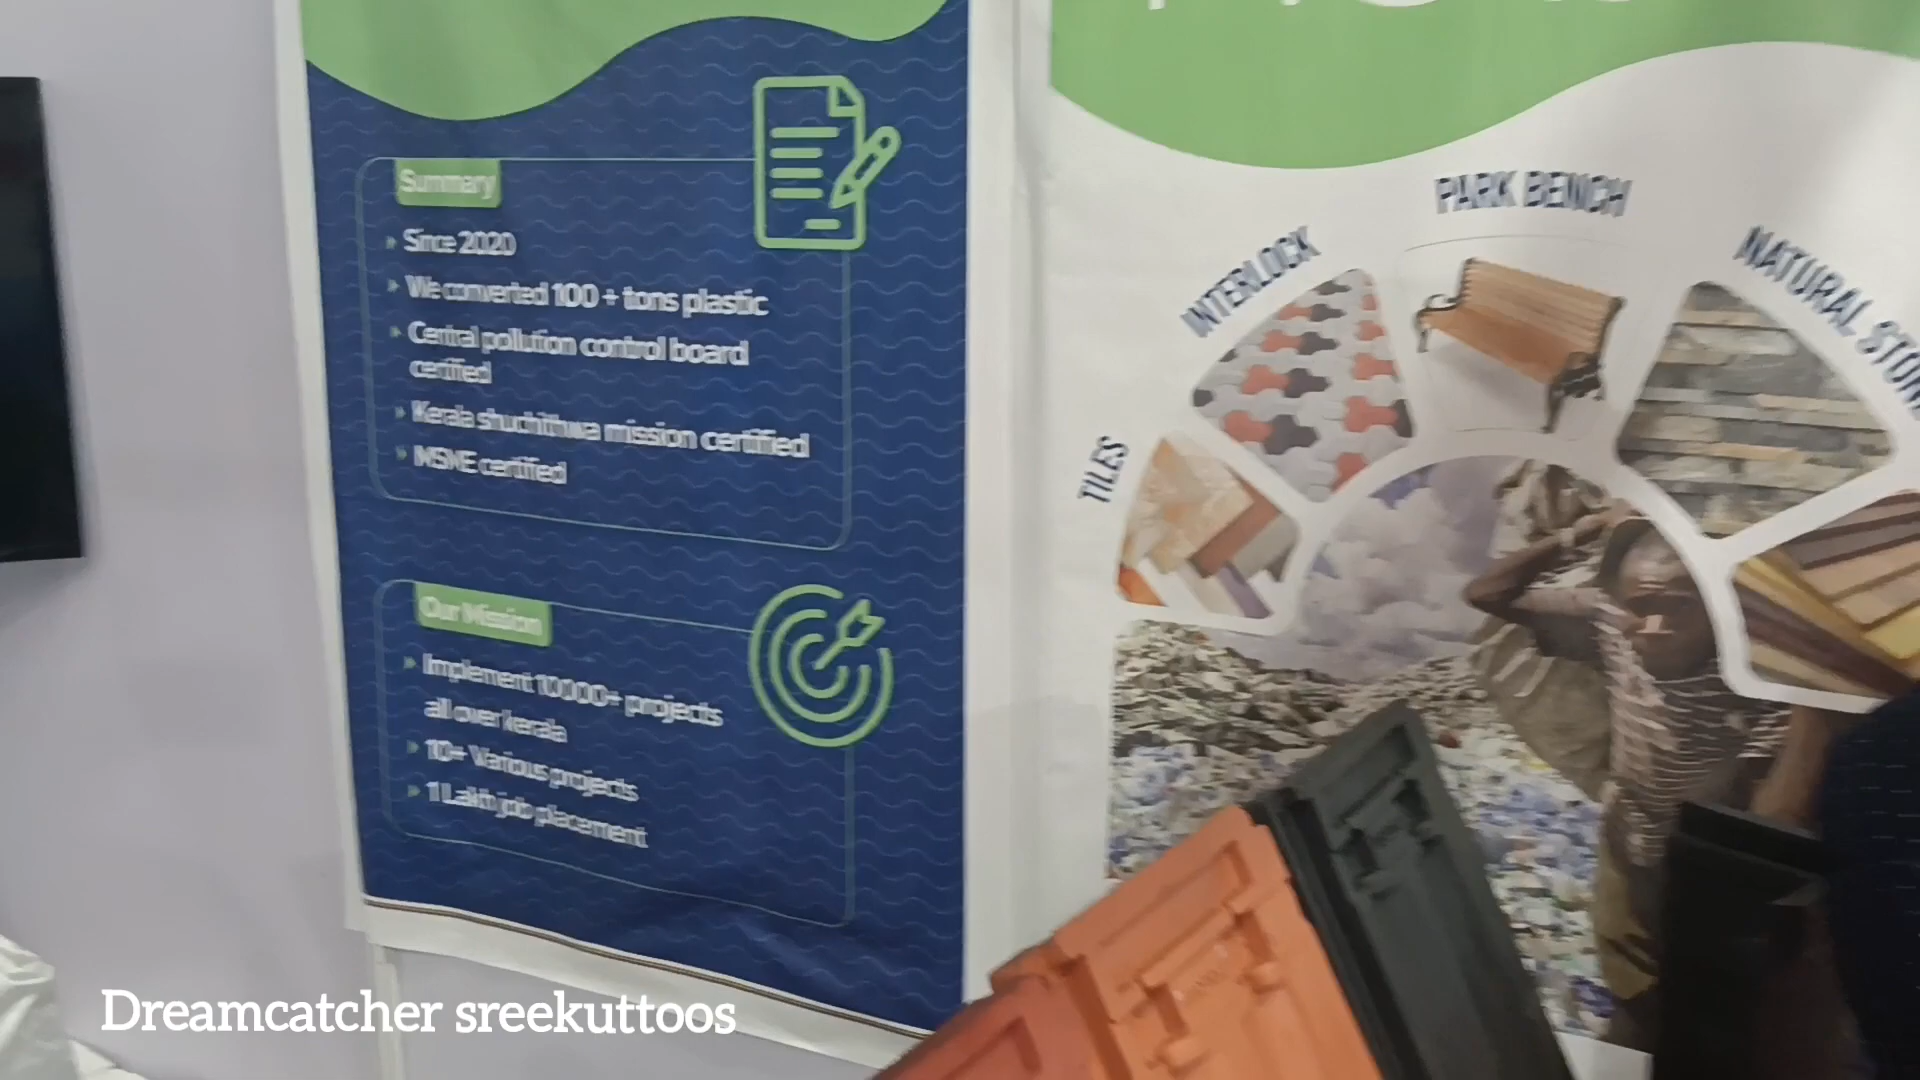 Summary
Since 2020
We converted 100 + tons plastic
Central pollution control board
certified
Kerala shuchithwa mission certified
MSME certified
Our Mission
Implement 10000+ projects
all over kerala
10+ Various projects
1 Lakh job placement
TILES
INTERLOCK
PARK BENCH
NATURAL STONE
Dreamcatcher sreekuttoos